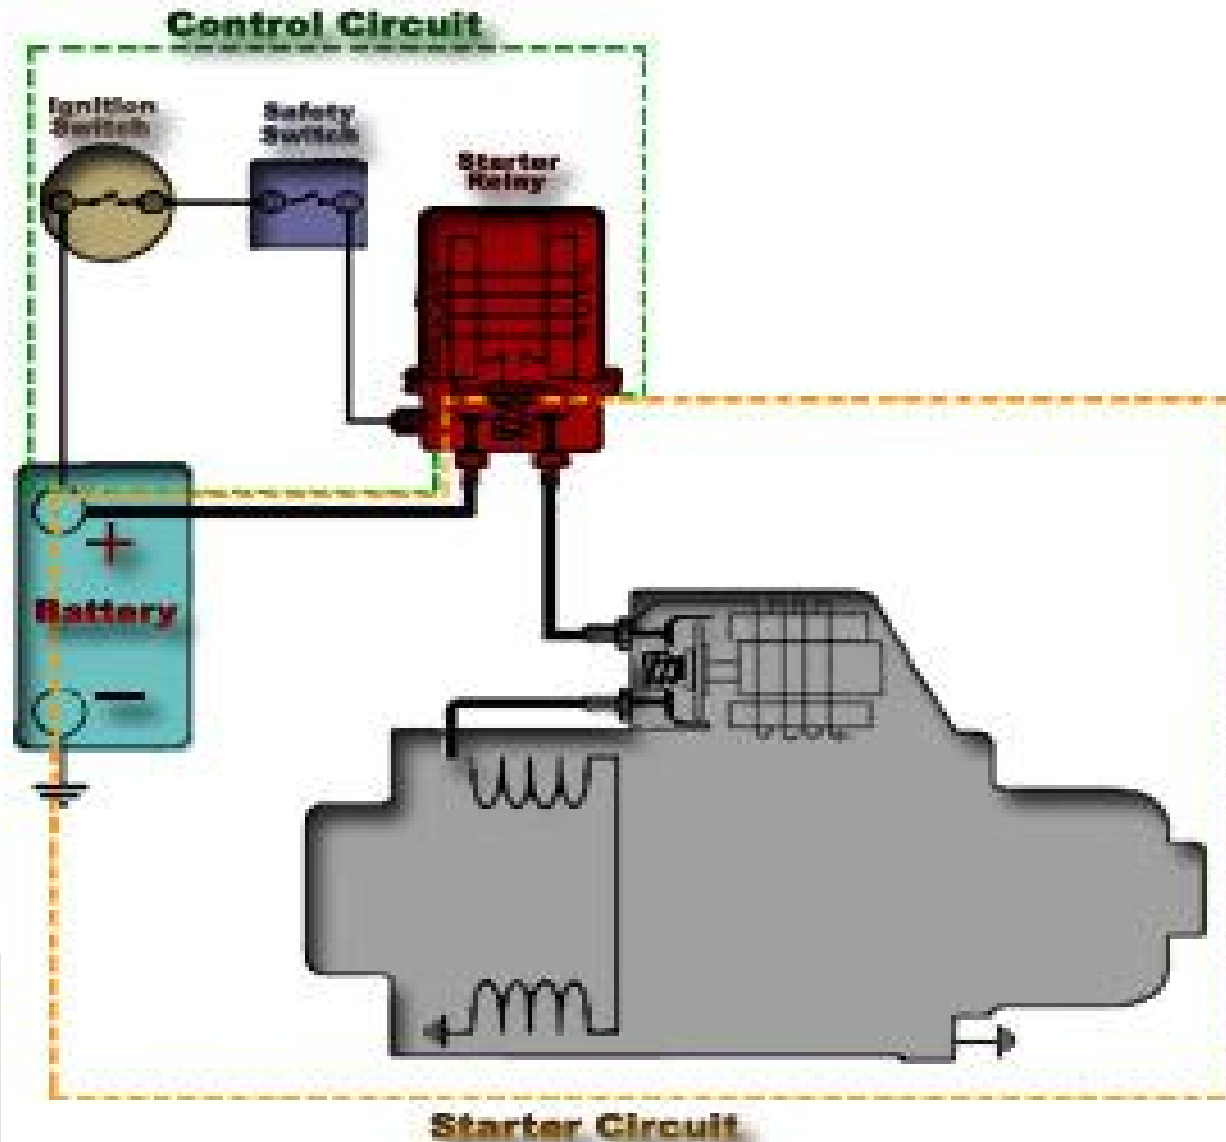 Control Circuit
Ignition
Switch
Safety
Switch
Starter
Relay
+
Battery
−
Starter Circuit